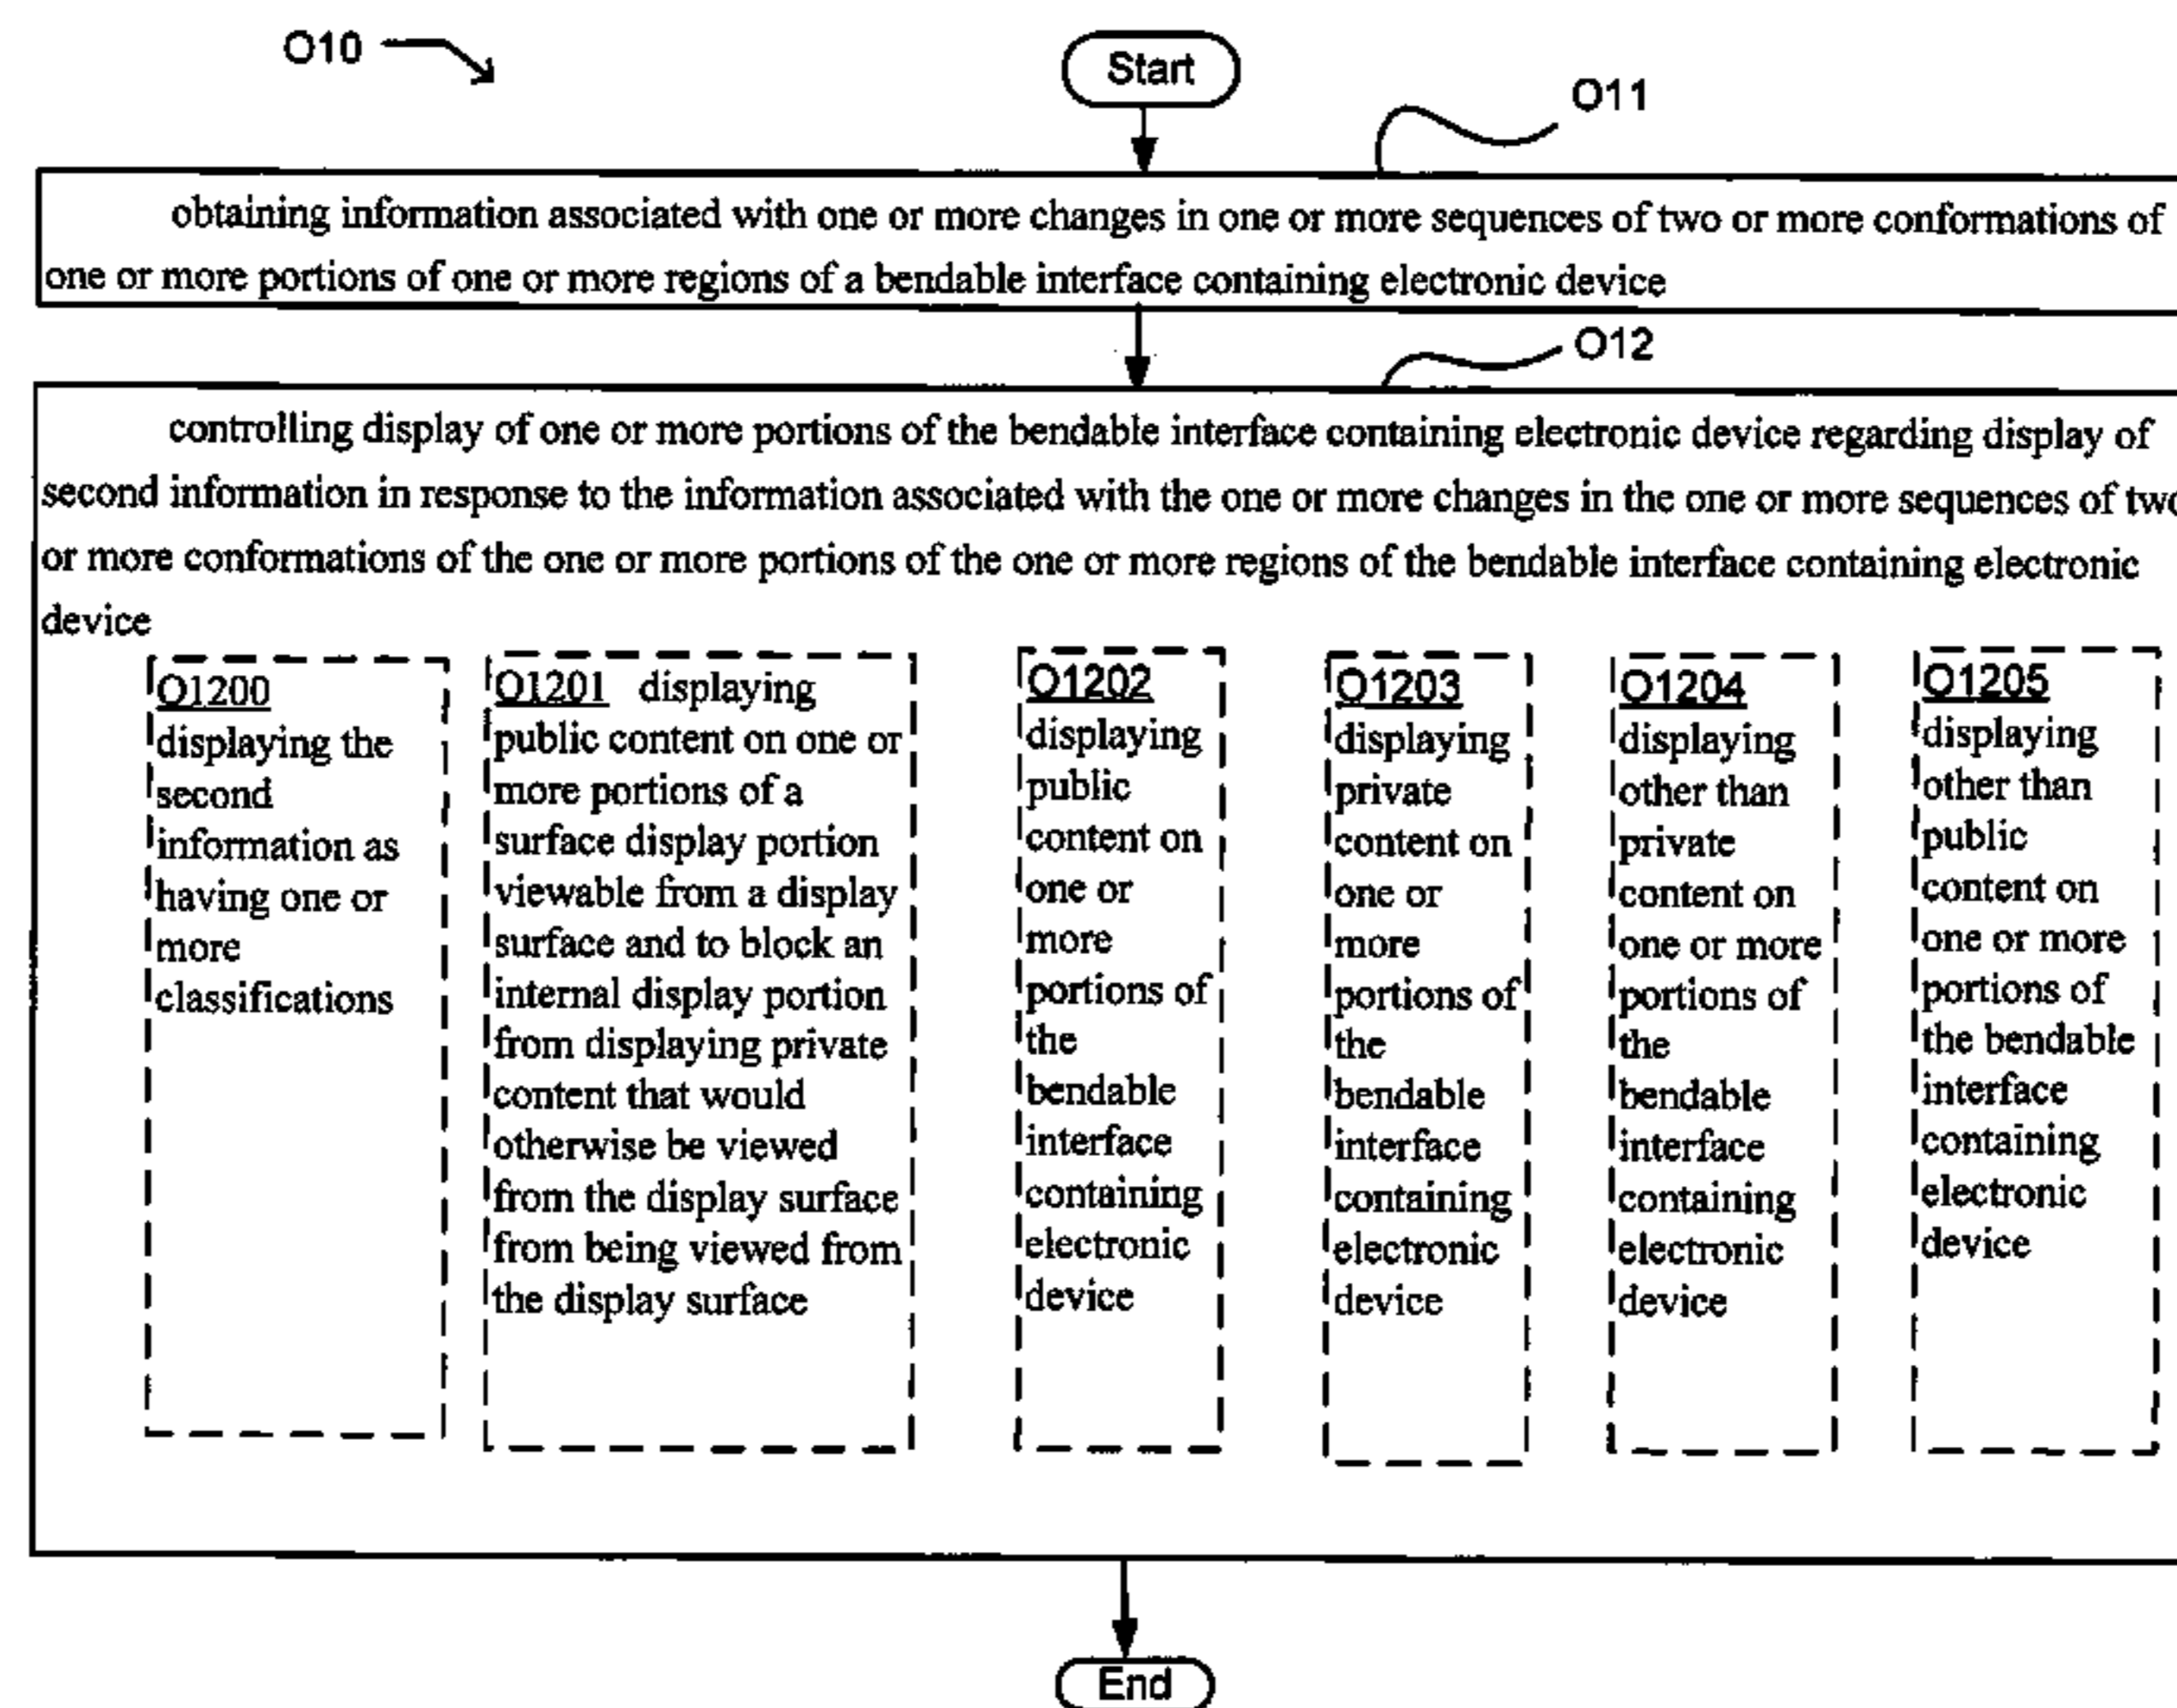 O10
Start
O11
obtaining information associated with one or more changes in one or more sequences of two or more conformations of
one or more portions of one or more regions of a bendable interface containing electronic device
O12
controlling display of one or more portions of the bendable interface containing electronic device regarding display of
second information in response to the information associated with the one or more changes in the one or more sequences of two
or more conformations of the one or more portions of the one or more regions of the bendable interface containing electronic
device
O1200
displaying the
second
information as
having one or
more
classifications
O1201 displaying
public content on one or
more portions of a
surface display portion
viewable from a display
surface and to block an
internal display portion
from displaying private
content that would
otherwise be viewed
from the display surface
from being viewed from
the display surface
O1202
displaying
public
content on
one or
more
portions of
the
bendable
interface
containing
electronic
device
O1203
displaying
private
content on
one or
more
portions of
the
bendable
interface
containing
electronic
device
O1204
displaying
other than
private
content on
one or more
portions of
the
bendable
interface
containing
electronic
device
O1205
displaying
other than
public
content on
one or more
portions of
the bendable
interface
containing
electronic
device
End